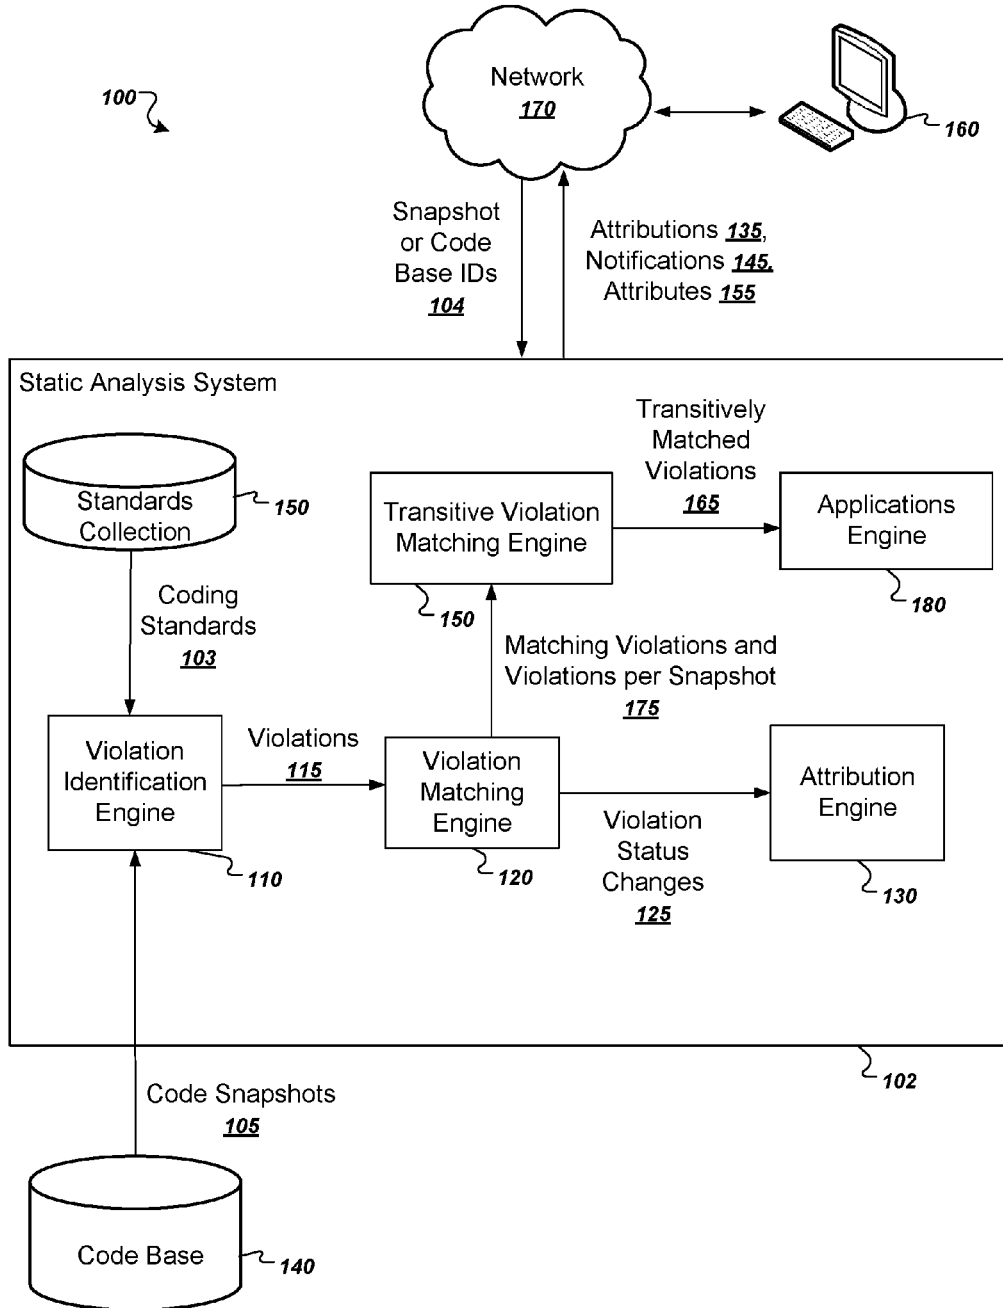 Network
170
100
160
Snapshot
or Code
Base IDs
104
Attributions 135,
Notifications 145.
Attributes 155
Static Analysis System
Standards
Collection
150
Transitively
Matched
Violations
165
Transitive Violation
Matching Engine
150
Applications
Engine
180
Coding
Standards
103
Matching Violations and
Violations per Snapshot
175
Violation
Identification
Engine
110
Violations
115
Violation
Matching
Engine
120
Violation
Status
Changes
125
Attribution
Engine
130
102
Code Snapshots
105
Code Base
140